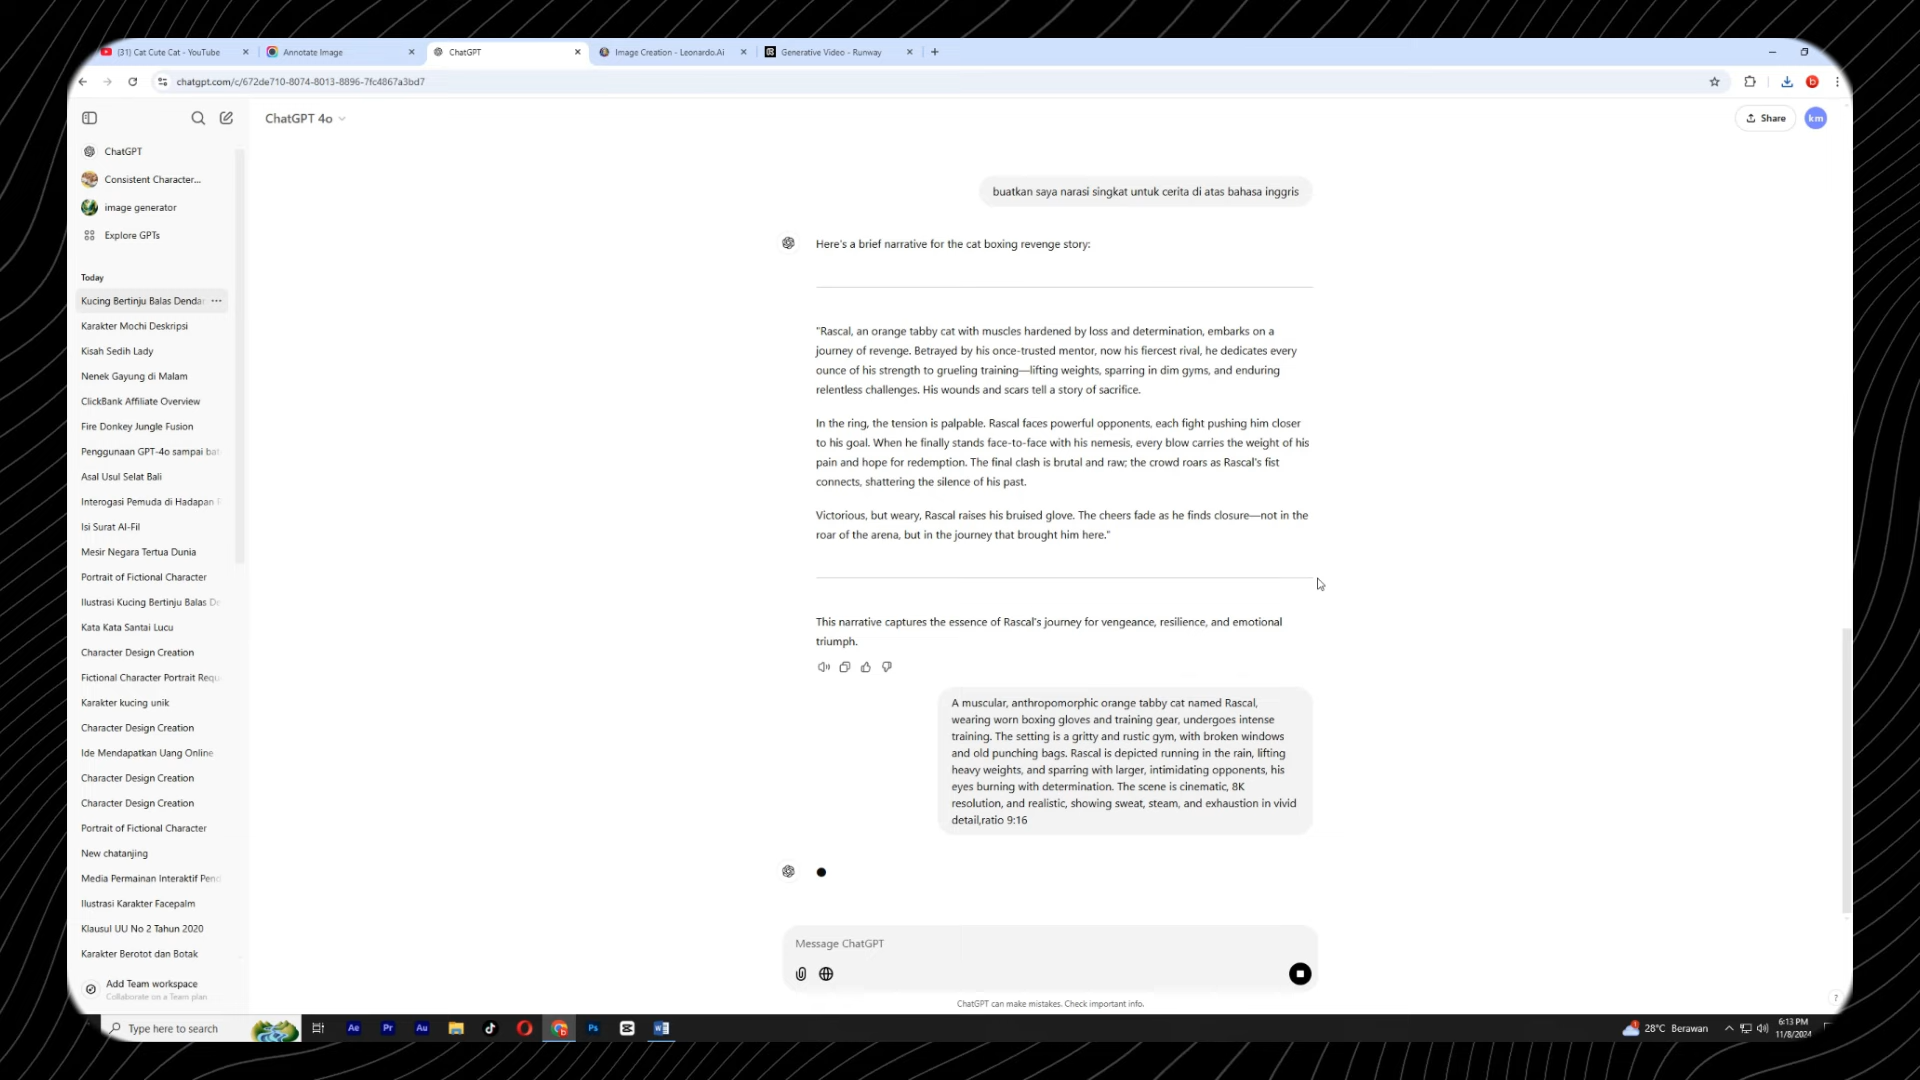 (31) Cat Cute Cat - YouTube
Annotate Image
ChatGPT
Image Creation - Leonardo.Ai
Generative Video - Runway
chatgpt.com/c/672de710-8074-8013-8896-7fc4867a3bd7
b
ChatGPT 4o
Share
km
ChatGPT
Consistent Character...
image generator
Explore GPTs
Today
Kucing Bertinju Balas Dendar
Karakter Mochi Deskripsi
Kisah Sedih Lady
Nenek Gayung di Malam
ClickBank Affiliate Overview
Fire Donkey Jungle Fusion
Penggunaan GPT-4o sampai bat
Asal Usul Selat Bali
Interogasi Pemuda di Hadapan
Isi Surat Al-Fil
Mesir Negara Tertua Dunia
Portrait of Fictional Character
Ilustrasi Kucing Bertinju Balas De
Kata Kata Santai Lucu
Character Design Creation
Fictional Character Portrait Requ
Karakter kucing unik
Character Design Creation
Ide Mendapatkan Uang Online
Character Design Creation
Character Design Creation
Portrait of Fictional Character
New chatanjing
Media Permainan Interaktif Pend
Ilustrasi Karakter Facepalm
Klausul UU No 2 Tahun 2020
Karakter Berotot dan Botak
Add Team workspace
Collaborate on a Team plan
buatkan saya narasi singkat untuk cerita di atas bahasa inggris
Here's a brief narrative for the cat boxing revenge story:
"Rascal, an orange tabby cat with muscles hardened by loss and determination, embarks on a
journey of revenge. Betrayed by his once-trusted mentor, now his fiercest rival, he dedicates every
ounce of his strength to grueling training—lifting weights, sparring in dim gyms, and enduring
relentless challenges. His wounds and scars tell a story of sacrifice.
In the ring, the tension is palpable. Rascal faces powerful opponents, each fight pushing him closer
to his goal. When he finally stands face-to-face with his nemesis, every blow carries the weight of his
pain and hope for redemption. The final clash is brutal and raw; the crowd roars as Rascal's fist
connects, shattering the silence of his past.
Victorious, but weary, Rascal raises his bruised glove. The cheers fade as he finds closure—not in the
roar of the arena, but in the journey that brought him here."
This narrative captures the essence of Rascal's journey for vengeance, resilience, and emotional
triumph.
A muscular, anthropomorphic orange tabby cat named Rascal,
wearing worn boxing gloves and training gear, undergoes intense
training. The setting is a gritty and rustic gym, with broken windows
and old punching bags. Rascal is depicted running in the rain, lifting
heavy weights, and sparring with larger, intimidating opponents, his
eyes burning with determination. The scene is cinematic, 8K
resolution, and realistic, showing sweat, steam, and exhaustion in vivid
detail,ratio 9:16
Message ChatGPT
ChatGPT can make mistakes. Check important info.
?
Type here to search
Ae
Pr
Au
Ps
28°C Berawan
6:13 PM
11/8/2024